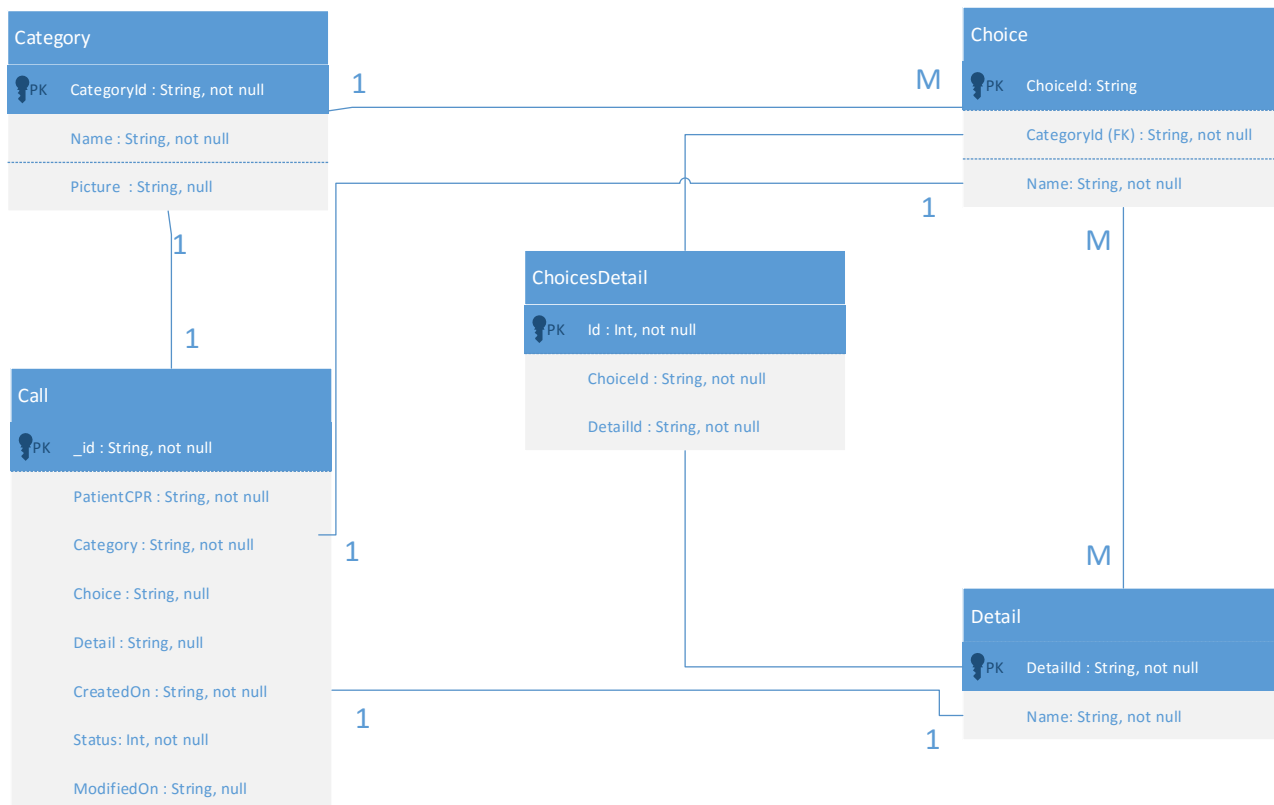 Category
PK CategoryId : String, not null
Name : String, not null
Picture : String, null
1
M
Choice
PK ChoiceId: String
CategoryId (FK) : String, not null
Name: String, not null
1
M
1
1
ChoicesDetail
PK Id : Int, not null
ChoiceId : String, not null
DetailId : String, not null
Call
PK _id : String, not null
PatientCPR : String, not null
Category : String, not null
Choice : String, null
Detail : String, null
CreatedOn : String, not null
Status: Int, not null
ModifiedOn : String, null
1
M
Detail
PK DetailId : String, not null
Name: String, not null
1
1